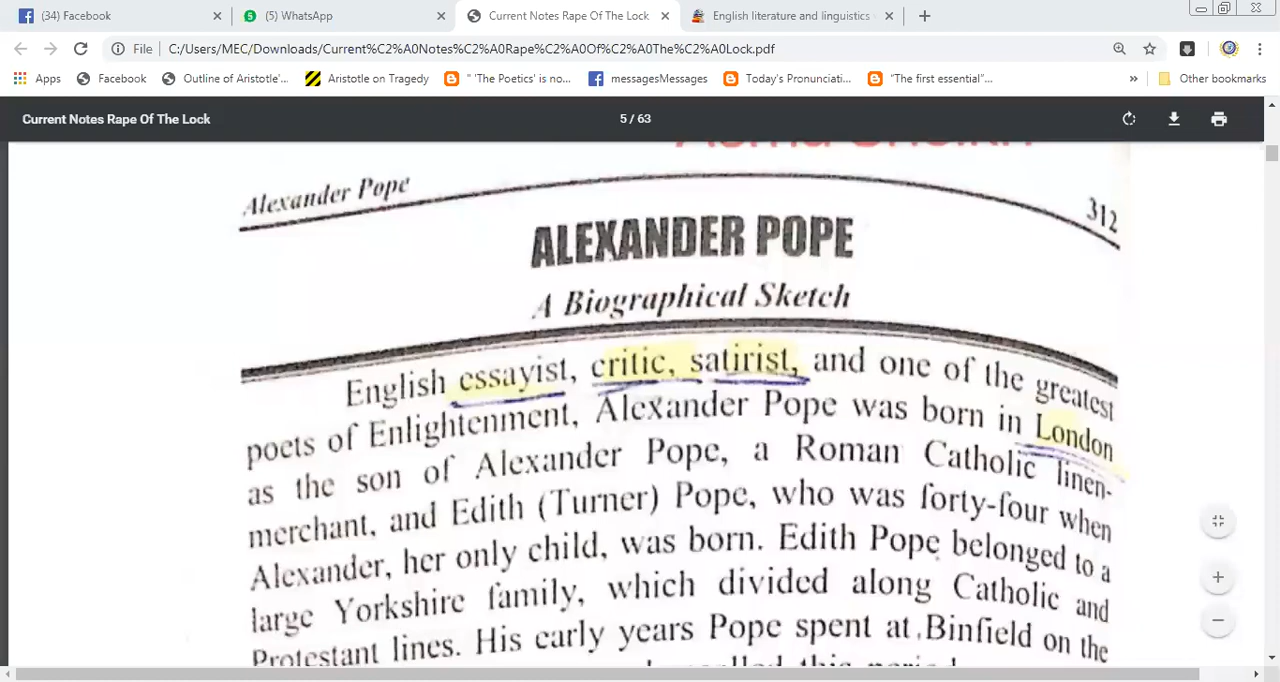 (34) Facebook
(5) WhatsApp
Current Notes Rape Of The Lock
English literature and linguistics
File
C:/Users/MEC/Downloads/Current%C2%A0Notes%C2%A0Rape%C2%A0Of%C2%A0The%C2%A0Lock.pdf
Apps
Facebook
Outline of Aristotle'...
Aristotle on Tragedy
" 'The Poetics' is no...
messagesMessages
Today's Pronunciati...
"The first essential"...
»
Other bookmarks
Current Notes Rape Of The Lock
5 / 63
Alexander Pope
312
ALEXANDER POPE
A Biographical Sketch
English essayist, critic, satirist, and one of the greatest
poets of Enlightenment, Alexander Pope was born in London
as the son of Alexander Pope, a Roman Catholic linen-
merchant, and Edith (Turner) Pope, who was forty-four when
Alexander, her only child, was born. Edith Pope belonged to a
large Yorkshire family, which divided along Catholic and
Protestant lines. His early years Pope spent at Binfield on the
this period